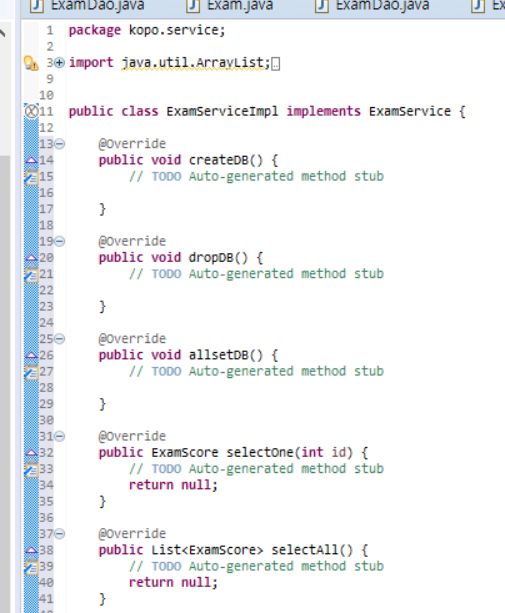 ExamDao.java Exam.java ExamDao.java Ex
1 package kopo.service;
2
3 import java.util.ArrayList;
9
10
11 public class ExamServiceImpl implements ExamService {
12
13 @Override
14 public void createDB() {
15 // TODO Auto-generated method stub
16
17 }
18
19 @Override
20 public void dropDB() {
21 // TODO Auto-generated method stub
22
23 }
24
25 @Override
26 public void allsetDB() {
27 // TODO Auto-generated method stub
28
29 }
30
31 @Override
32 public ExamScore selectOne(int id) {
33 // TODO Auto-generated method stub
34 return null;
35 }
36
37 @Override
38 public List<ExamScore> selectAll() {
39 // TODO Auto-generated method stub
40 return null;
41 }